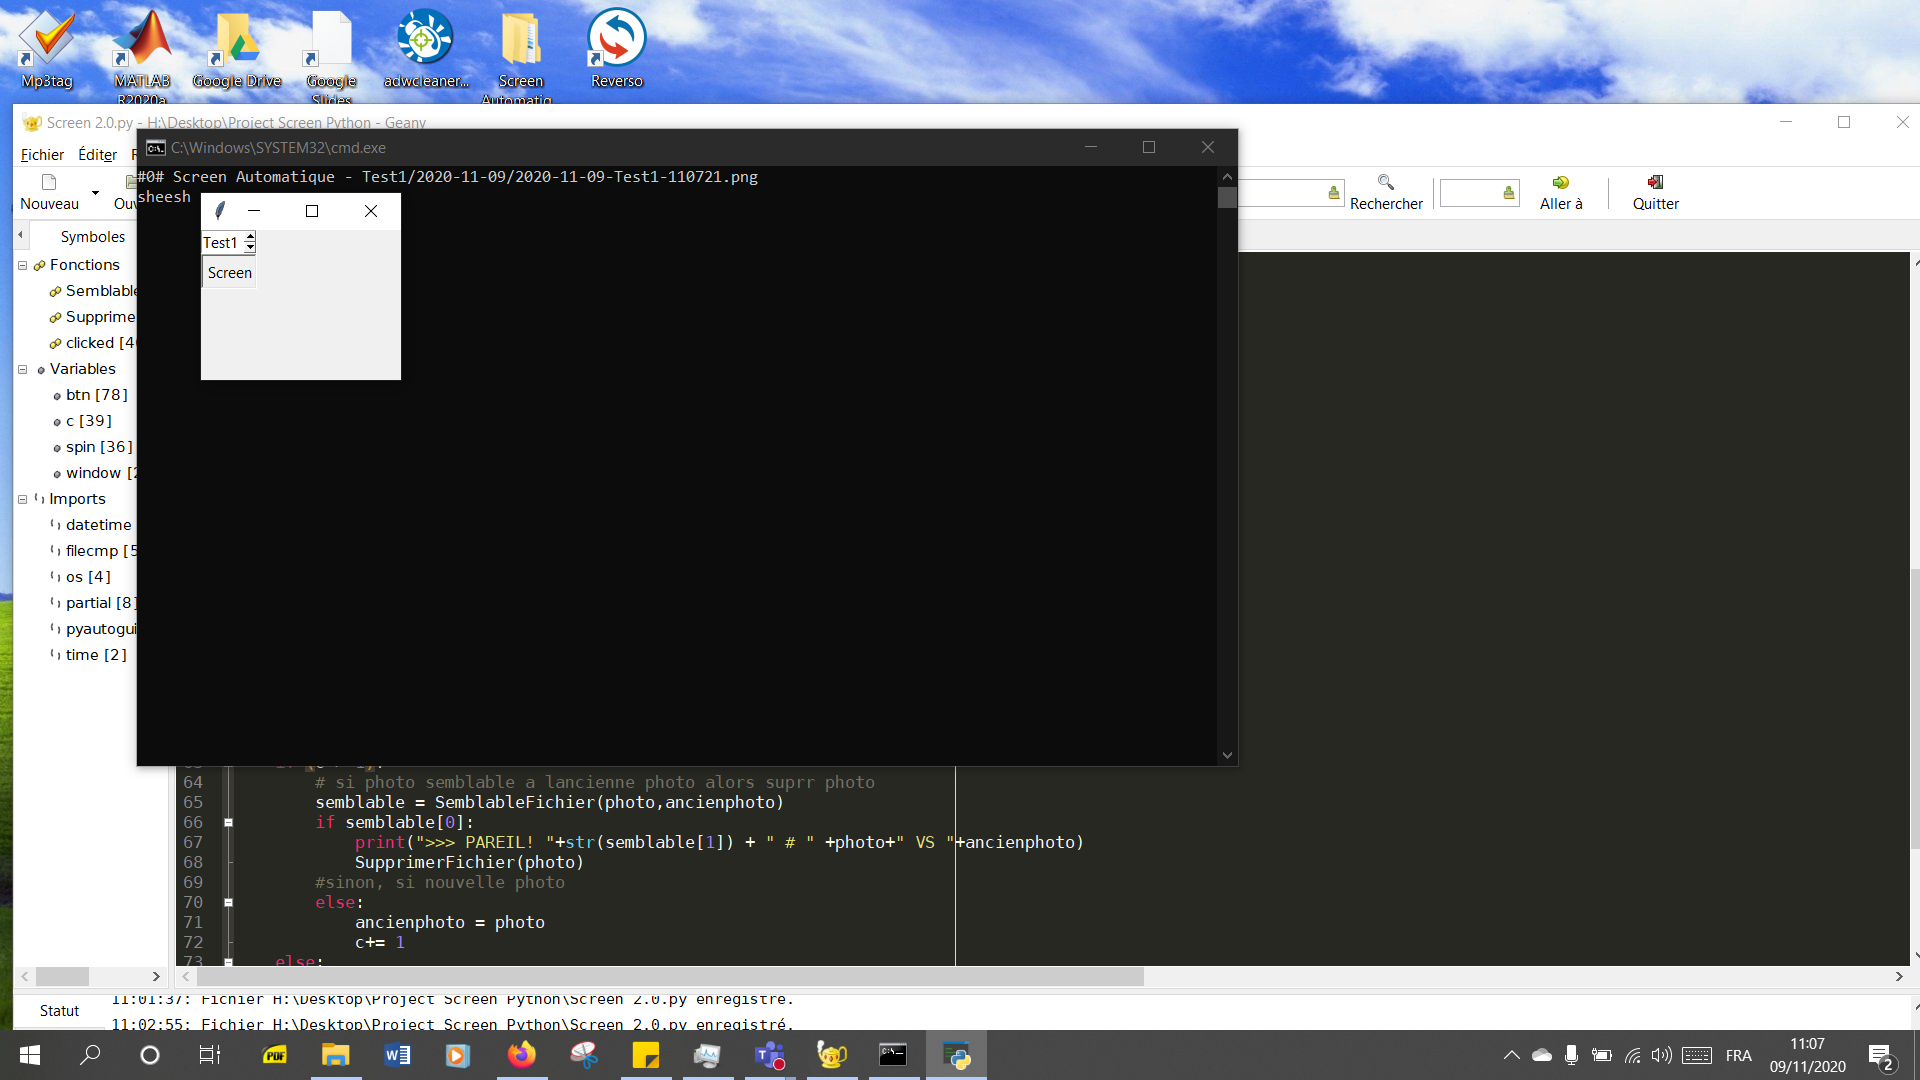 Mp3tag
MATLAB
R2020a
Google Drive
Google
Slides
adwcleaner...
Screen
Automatiq
Reverso
Screen 2.0.py - H:\Desktop\Project Screen Python - Geany
Fichier Éditer
C:\Windows\SYSTEM32\cmd.exe
#0# Screen Automatique - Test1/2020-11-09/2020-11-09-Test1-110721.png
sheesh
Test1
Screen
Nouveau
Rechercher
Aller à
Quitter
Symboles
Fonctions
Semblable
Supprime
clicked [4
Variables
btn [78]
c [39]
spin [36]
window [2
Imports
datetime
filecmp [5
os [4]
partial [8]
pyautogui
time [2]
64 # si photo semblable a lancienne photo alors suprr photo
65 semblable = SemblableFichier(photo,ancienphoto)
66 if semblable[0]:
67 print(">>> PAREIL! "+str(semblable[1]) + " # " +photo+" VS "+ancienphoto)
68 SupprimerFichier(photo)
69 #sinon, si nouvelle photo
70 else:
71 ancienphoto = photo
72 c+= 1
73 else:
Statut
11:01:37: Fichier H:\Desktop\Project Screen Python\Screen 2.0.py enregistré.
11:02:55: Fichier H:\Desktop\Project Screen Python\Screen 2.0.py enregistré.
PDF
FRA
11:07
09/11/2020
2